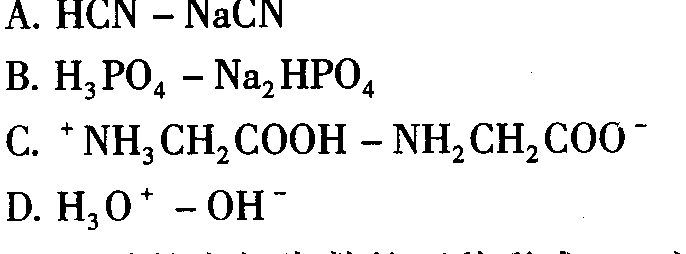 A. HCN – NaCN
B. H₃PO₄ – Na₂HPO₄
C. ⁺NH₃CH₂COOH – NH₂CH₂COO⁻
D. H₃O⁺ – OH⁻